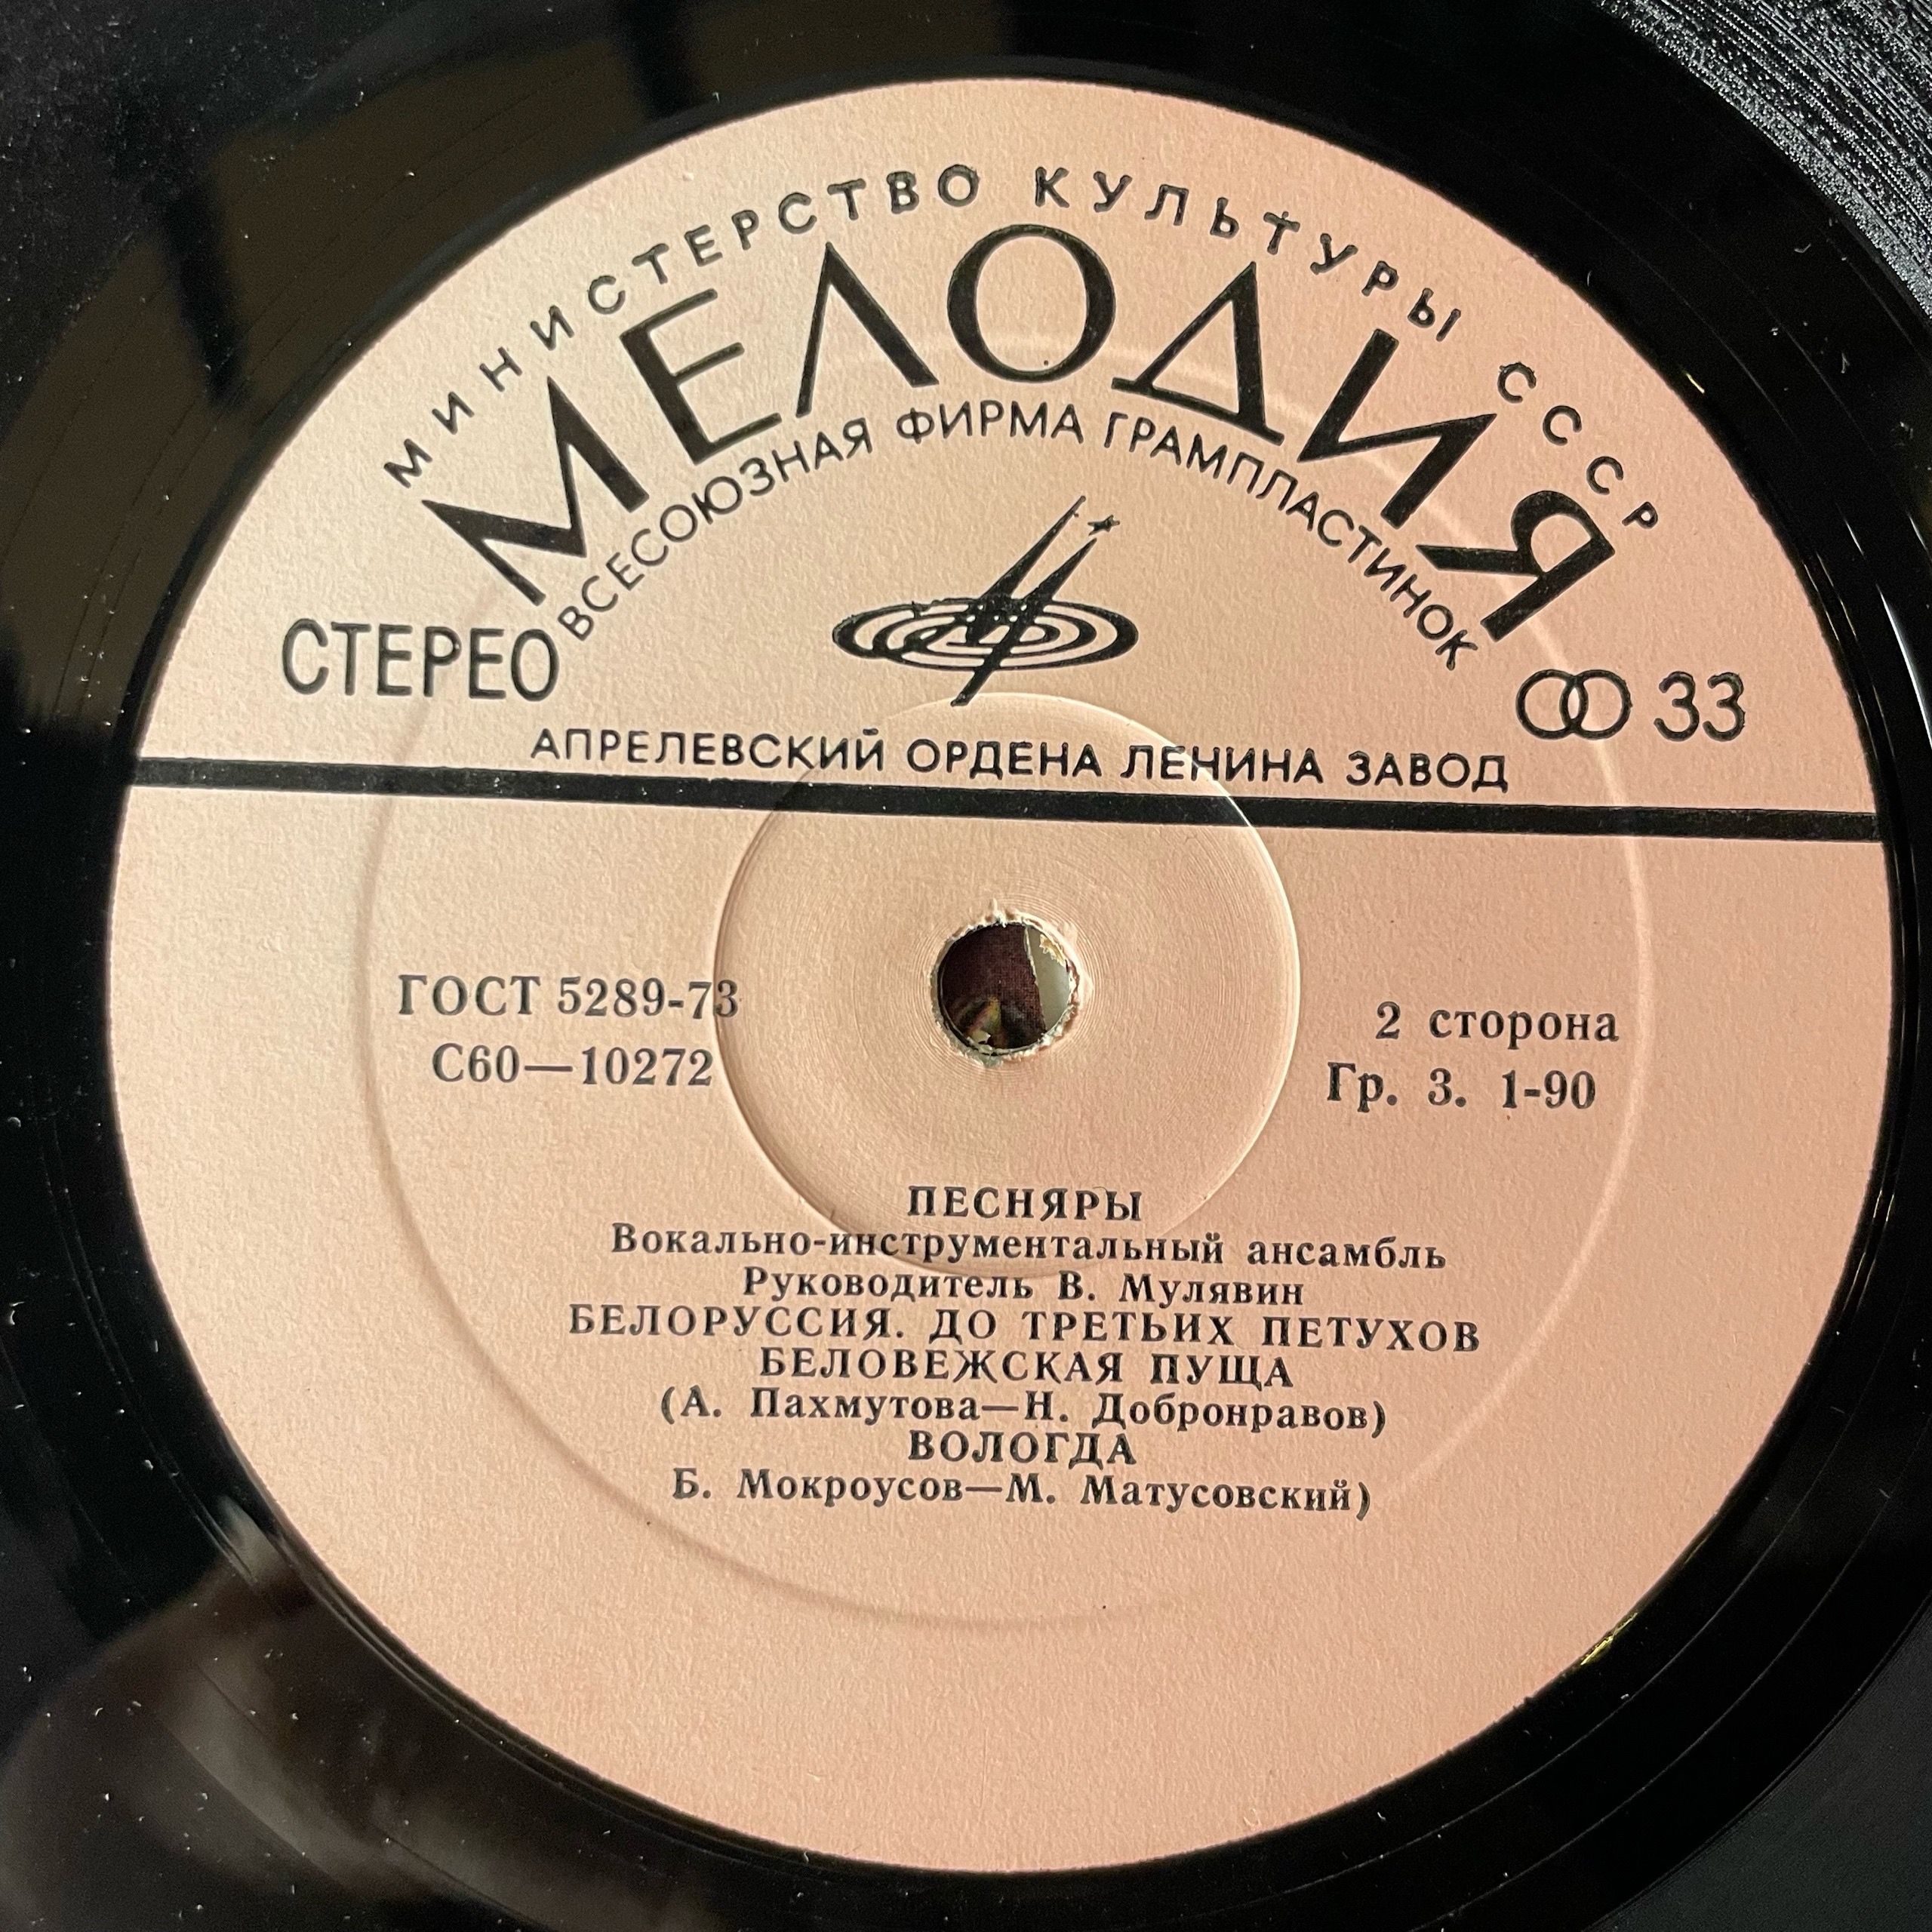 МИНИСТЕРСТВО КУЛЬТУРЫ СССР
МЕЛОДИЯ
ВСЕСОЮЗНАЯ ФИРМА ГРАМПЛАСТИНОК
СТЕРЕО
33
АПРЕЛЕВСКИЙ ОРДЕНА ЛЕНИНА ЗАВОД
ГОСТ 5289-73
С60—10272
2 сторона
Гр. 3. 1-90
ПЕСНЯРЫ
Вокально-инструментальный ансамбль
Руководитель В. Мулявин
БЕЛОРУССИЯ. ДО ТРЕТЬИХ ПЕТУХОВ
БЕЛОВЕЖСКАЯ ПУЩА
(А. Пахмутова—Н. Добронравов)
ВОЛОГДА
Б. Мокроусов—М. Матусовский)